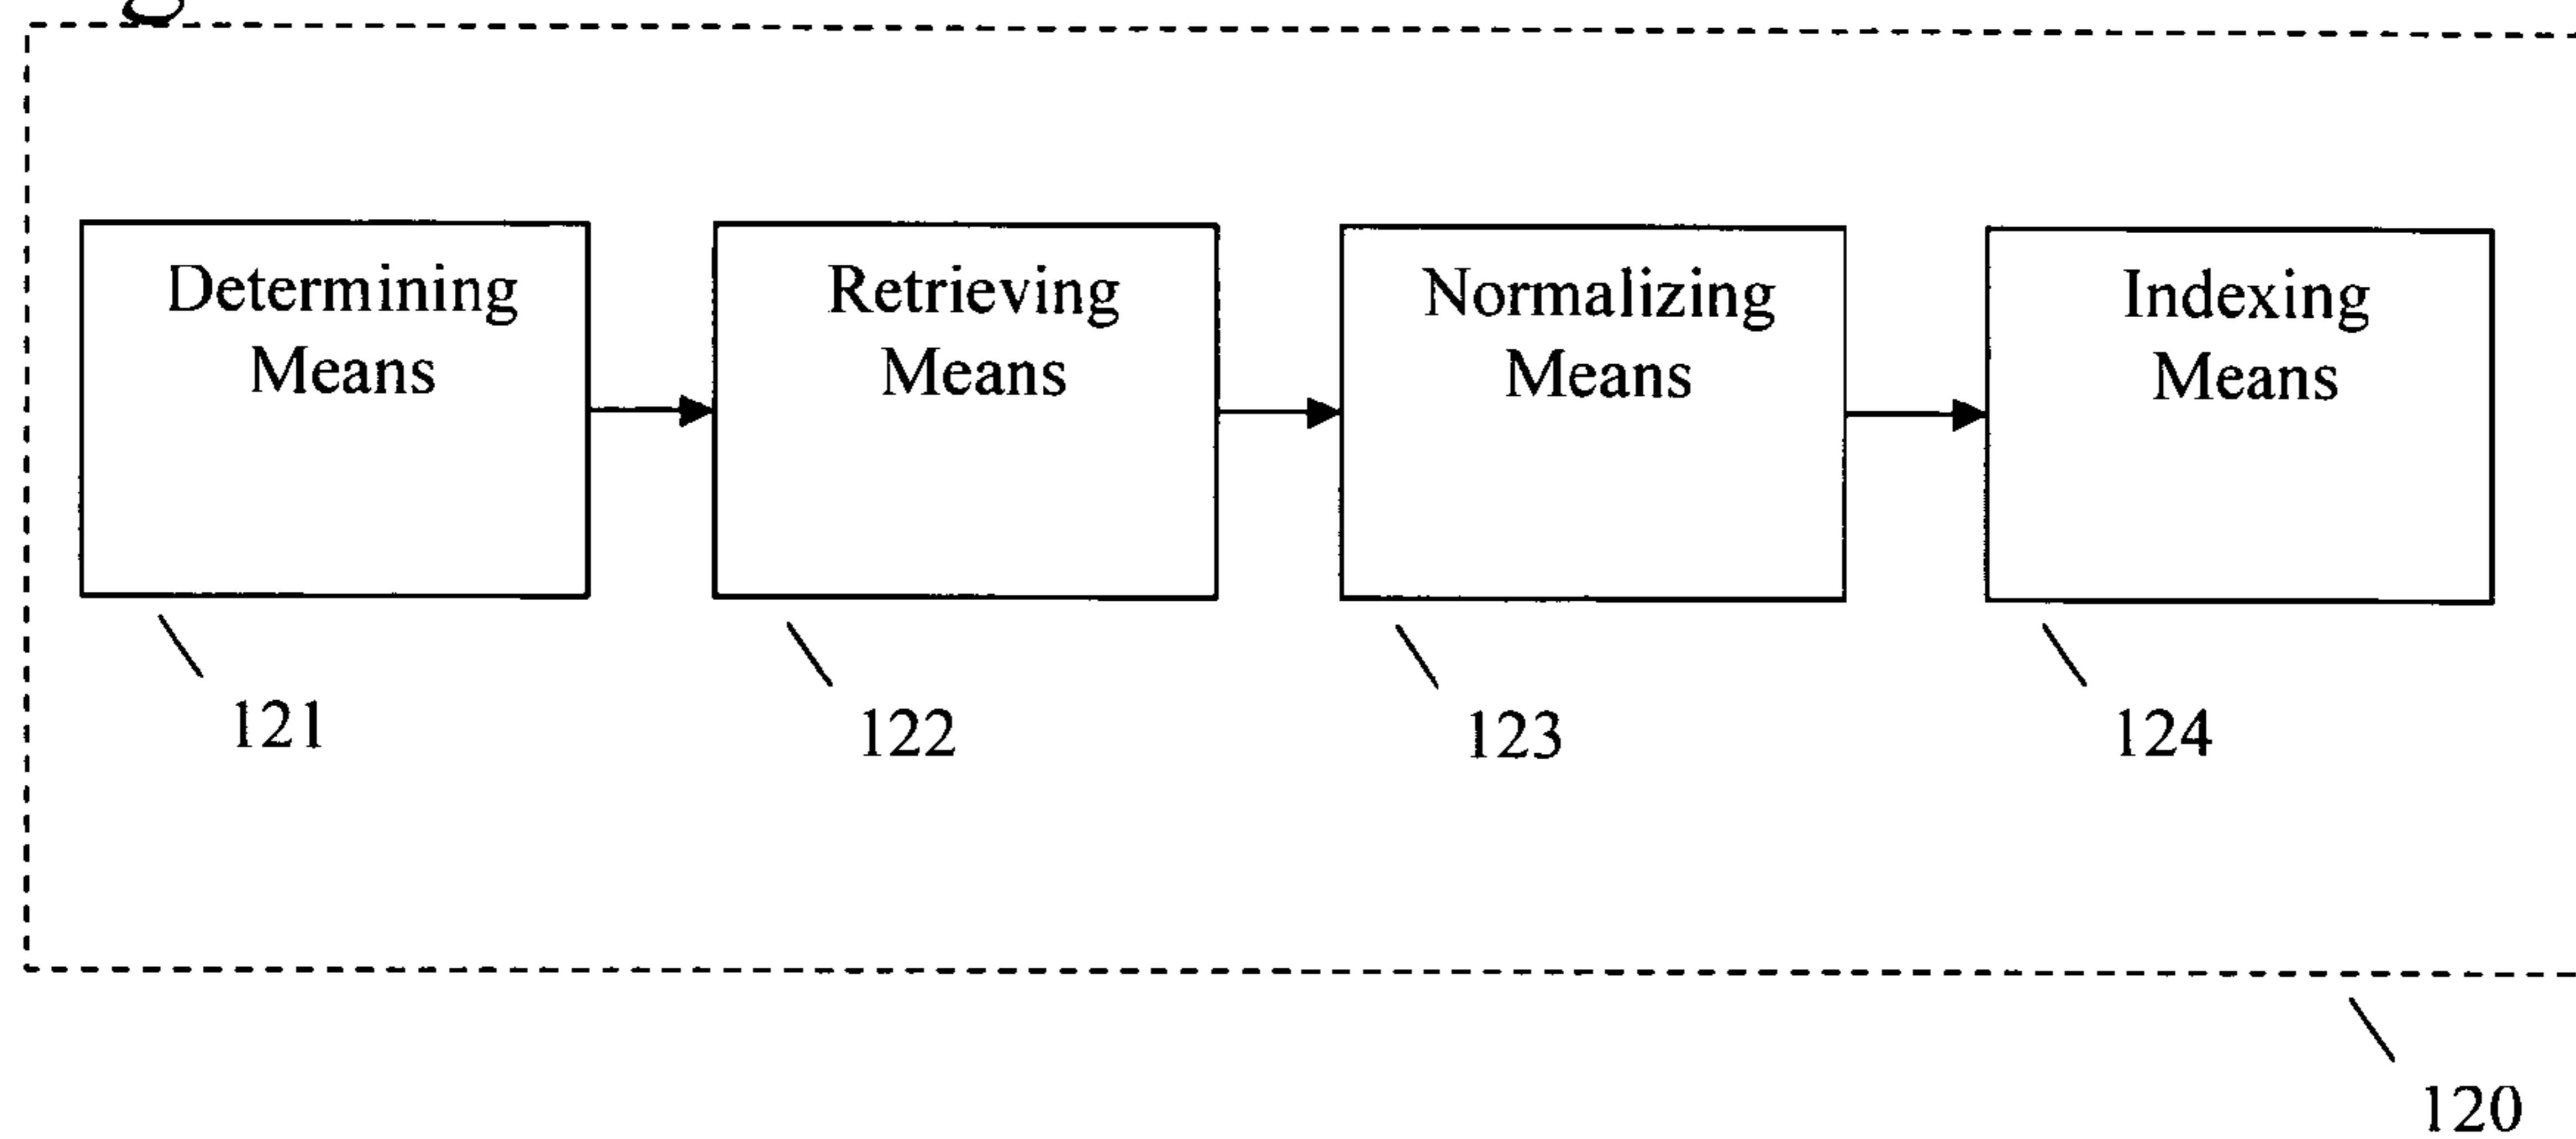 Determining
Means
Retrieving
Means
Normalizing
Means
Indexing
Means
121
122
123
124
120